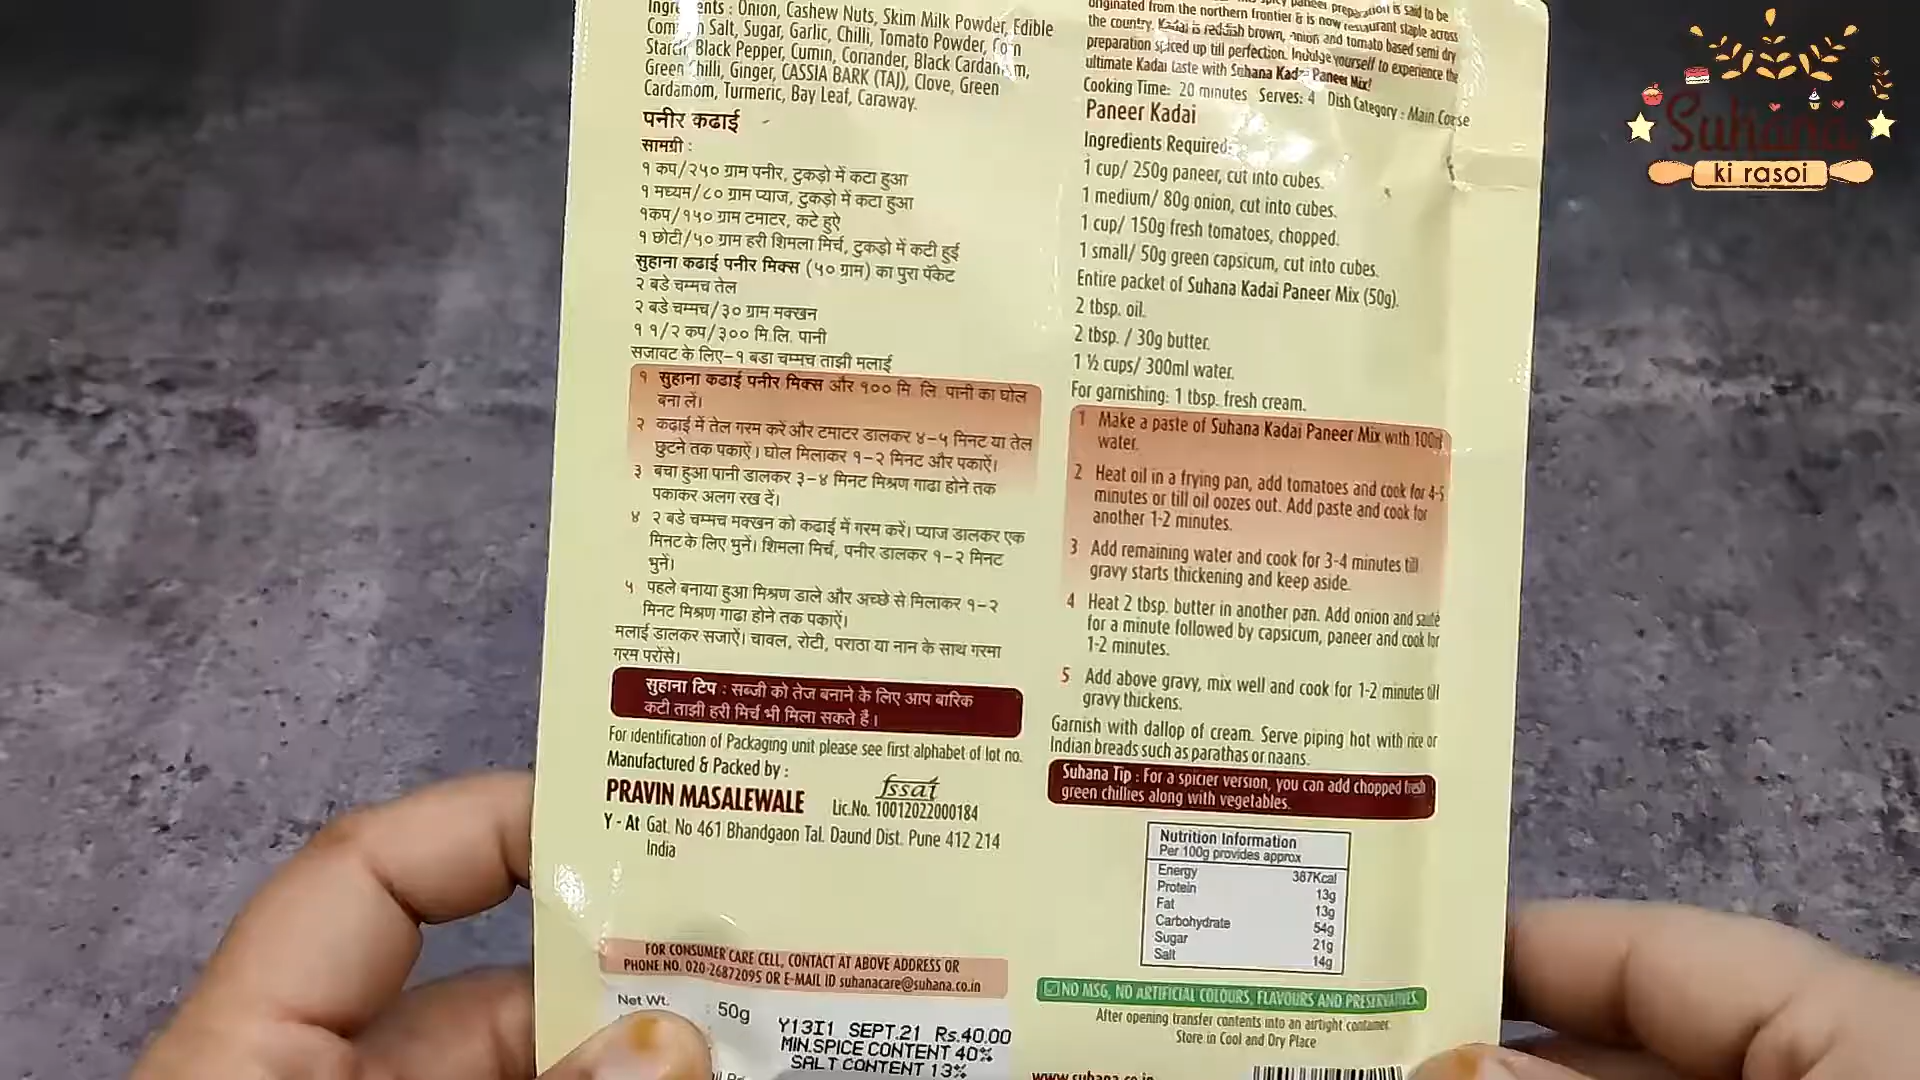 Ingredients : Onion, Cashew Nuts, Skim Milk Powder, Edible
Common Salt, Sugar, Garlic, Chilli, Tomato Powder, Corn
Starch, Black Pepper, Cumin, Coriander, Black Cardamom,
Green Chilli, Ginger, CASSIA BARK (TAJ), Clove, Green
Cardamom, Turmeric, Bay Leaf, Caraway.
पनीर कढाई
सामग्री :
१ कप/२५० ग्राम पनीर, टुकड़ो में कटा हुआ
१ मध्यम/८० ग्राम प्याज, टुकड़ो में कटा हुआ
१कप/१५० ग्राम टमाटर, कटे हुऐ
१ छोटी/५० ग्राम हरी शिमला मिर्च, टुकड़ो में कटी हुई
सुहाना कढाई पनीर मिक्स (५० ग्राम) का पुरा पॅकेट
२ बडे चम्मच तेल
२ बडे चम्मच/३० ग्राम मक्खन
१ १/२ कप/३०० मि.लि. पानी
सजावट के लिए-१ बडा चम्मच ताझी मलाई
१ सुहाना कढाई पनीर मिक्स और १०० मि. लि. पानी का घोल
बना लें।
२ कढाई में तेल गरम करें और टमाटर डालकर ४-५ मिनट या तेल
छुटने तक पकाऐं। घोल मिलाकर १-२ मिनट और पकाऐं।
३ बचा हुआ पानी डालकर ३-४ मिनट मिश्रण गाढा होने तक
पकाकर अलग रख दें।
४ २ बडे चम्मच मक्खन को कढाई में गरम करें। प्याज डालकर एक
मिनट के लिए भुनें। शिमला मिर्च, पनीर डालकर १-२ मिनट
भुनें।
५ पहले बनाया हुआ मिश्रण डाले और अच्छे से मिलाकर १-२
मिनट मिश्रण गाढा होने तक पकाऐं।
मलाई डालकर सजाऐं। चावल, रोटी, पराठा या नान के साथ गरमा
गरम परोंसे।
सुहाना टिप : सब्जी को तेज बनाने के लिए आप बारिक
कटी ताझी हरी मिर्च भी मिला सकते है।
For identification of Packaging unit please see first alphabet of lot no.
Manufactured & Packed by :
PRAVIN MASALEWALE
fssai
Lic.No. 10012022000184
Y - At Gat. No 461 Bhandgaon Tal. Daund Dist. Pune 412 214
India
FOR CONSUMER CARE CELL, CONTACT AT ABOVE ADDRESS OR
PHONE NO. 020-26872095 OR E-MAIL ID suhanacare@suhana.co.in
Net Wt. : 50g
Y13I1 SEPT.21 Rs.40.00
MIN.SPICE CONTENT 40%
SALT CONTENT 13%
spicy paneer preparation is said to be
originated from the northern frontier & is now restaurant staple across
the country. Kadai is reddish brown, onion and tomato based semi dry
preparation spiced up till perfection. Indulge yourself to experience the
ultimate Kadai taste with Suhana Kadai Paneer Mix!
Cooking Time: 20 minutes Serves: 4 Dish Category : Main Course
Paneer Kadai
Ingredients Required:
1 cup/ 250g paneer, cut into cubes.
1 medium/ 80g onion, cut into cubes.
1 cup/ 150g fresh tomatoes, chopped.
1 small/ 50g green capsicum, cut into cubes.
Entire packet of Suhana Kadai Paneer Mix (50g).
2 tbsp. oil.
2 tbsp. / 30g butter.
1 ½ cups/ 300ml water.
For garnishing: 1 tbsp. fresh cream.
1 Make a paste of Suhana Kadai Paneer Mix with 100ml
water.
2 Heat oil in a frying pan, add tomatoes and cook for 4-5
minutes or till oil oozes out. Add paste and cook for
another 1-2 minutes.
3 Add remaining water and cook for 3-4 minutes till
gravy starts thickening and keep aside.
4 Heat 2 tbsp. butter in another pan. Add onion and sauté
for a minute followed by capsicum, paneer and cook for
1-2 minutes.
5 Add above gravy, mix well and cook for 1-2 minutes till
gravy thickens.
Garnish with dallop of cream. Serve piping hot with rice or
Indian breads such as parathas or naans.
Suhana Tip : For a spicier version, you can add chopped fresh
green chillies along with vegetables.
Nutrition Information
Per 100g provides approx
Energy 387Kcal
Protein 13g
Fat 13g
Carbohydrate 54g
Sugar 21g
Salt 14g
NO MSG, NO ARTIFICIAL COLOURS, FLAVOURS AND PRESERVATIVES.
After opening transfer contents into an airtight container
Store in Cool and Dry Place
www.suhana.co.in
Suhana
ki rasoi